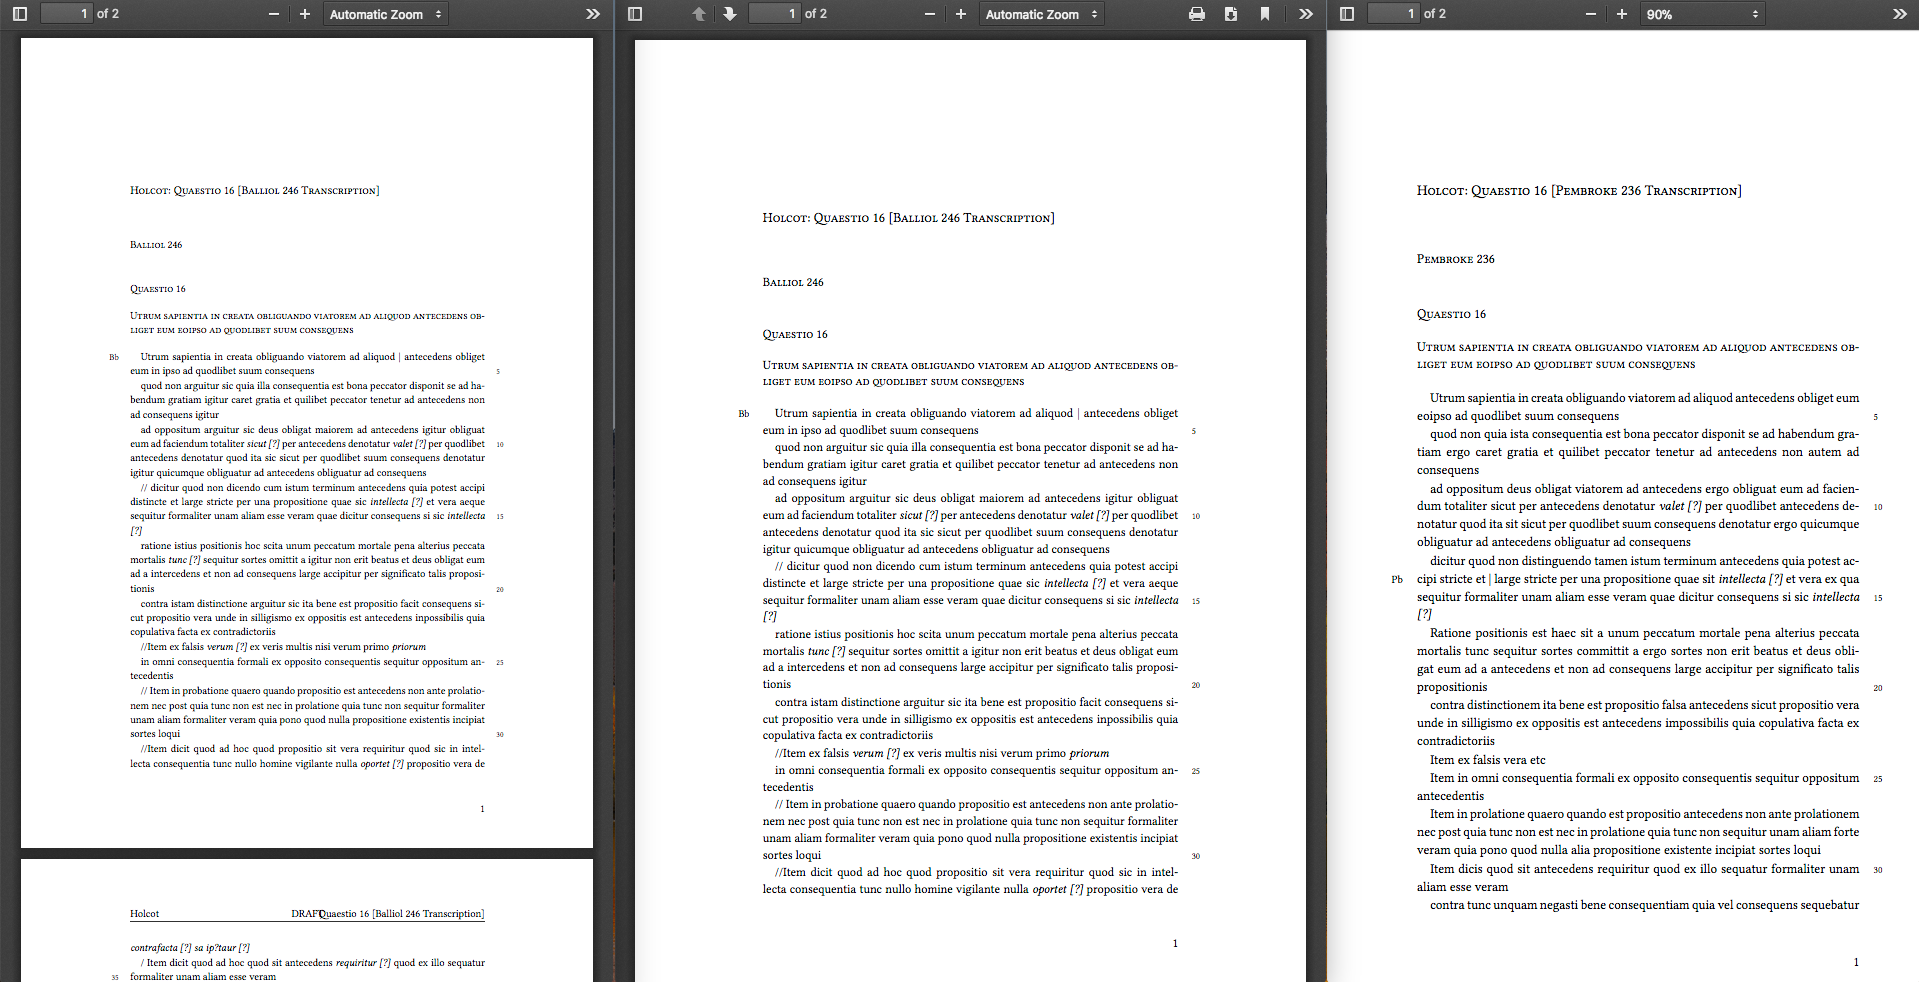 1 of 2 Automatic Zoom
Holcot: Quaestio 16 [Balliol 246 Transcription]
Balliol 246
Quaestio 16
Utrum sapientia in creata obliguando viatorem ad aliquod antecedens ob-
liget eum eoipso ad quodlibet suum consequens
Bb Utrum sapientia in creata obliguando viatorem ad aliquod | antecedens obliget
eum in ipso ad quodlibet suum consequens 5
quod non arguitur sic quia illa consequentia est bona peccator disponit se ad ha-
bendum gratiam igitur caret gratia et quilibet peccator tenetur ad antecedens non
ad consequens igitur
ad oppositum arguitur sic deus obligat maiorem ad antecedens igitur obliguat
eum ad faciendum totaliter sicut [?] per antecedens denotatur valet [?] per quodlibet 10
antecedens denotatur quod ita sic sicut per quodlibet suum consequens denotatur
igitur quicumque obliguatur ad antecedens obliguatur ad consequens
// dicitur quod non dicendo cum istum terminum antecedens quia potest accipi
distincte et large stricte per una propositione quae sic intellecta [?] et vera aeque
sequitur formaliter unam aliam esse veram quae dicitur consequens si sic intellecta 15
[?]
ratione istius positionis hoc scita unum peccatum mortale pena alterius peccata
mortalis tunc [?] sequitur sortes omittit a igitur non erit beatus et deus obligat eum
ad a intercedens et non ad consequens large accipitur per significato talis proposi-
tionis 20
contra istam distinctione arguitur sic ita bene est propositio facit consequens si-
cut propositio vera unde in silligismo ex oppositis est antecedens inpossibilis quia
copulativa facta ex contradictoriis
//Item ex falsis verum [?] ex veris multis nisi verum primo priorum
in omni consequentia formali ex opposito consequentis sequitur oppositum an- 25
tecedentis
// Item in probatione quaero quando propositio est antecedens non ante prolatio-
nem nec post quia tunc non est nec in prolatione quia tunc non sequitur formaliter
unam aliam formaliter veram quia pono quod nulla propositione existentis incipiat
sortes loqui 30
//Item dicit quod ad hoc quod propositio sit vera requiritur quod sic in intel-
lecta consequentia tunc nullo homine vigilante nulla oportet [?] propositio vera de
1
Holcot DRAFTQuaestio 16 [Balliol 246 Transcription]
contrafacta [?] sa ip?taur [?]
/ Item dicit quod ad hoc quod sit antecedens requiritur [?] quod ex illo sequatur
35 formaliter unam aliam esse veram
1 of 2 Automatic Zoom
Holcot: Quaestio 16 [Balliol 246 Transcription]
Balliol 246
Quaestio 16
Utrum sapientia in creata obliguando viatorem ad aliquod antecedens ob-
liget eum eoipso ad quodlibet suum consequens
Bb Utrum sapientia in creata obliguando viatorem ad aliquod | antecedens obliget
eum in ipso ad quodlibet suum consequens 5
quod non arguitur sic quia illa consequentia est bona peccator disponit se ad ha-
bendum gratiam igitur caret gratia et quilibet peccator tenetur ad antecedens non
ad consequens igitur
ad oppositum arguitur sic deus obligat maiorem ad antecedens igitur obliguat
eum ad faciendum totaliter sicut [?] per antecedens denotatur valet [?] per quodlibet 10
antecedens denotatur quod ita sic sicut per quodlibet suum consequens denotatur
igitur quicumque obliguatur ad antecedens obliguatur ad consequens
// dicitur quod non dicendo cum istum terminum antecedens quia potest accipi
distincte et large stricte per una propositione quae sic intellecta [?] et vera aeque
sequitur formaliter unam aliam esse veram quae dicitur consequens si sic intellecta 15
[?]
ratione istius positionis hoc scita unum peccatum mortale pena alterius peccata
mortalis tunc [?] sequitur sortes omittit a igitur non erit beatus et deus obligat eum
ad a intercedens et non ad consequens large accipitur per significato talis proposi-
tionis 20
contra istam distinctione arguitur sic ita bene est propositio facit consequens si-
cut propositio vera unde in silligismo ex oppositis est antecedens inpossibilis quia
copulativa facta ex contradictoriis
//Item ex falsis verum [?] ex veris multis nisi verum primo priorum
in omni consequentia formali ex opposito consequentis sequitur oppositum an- 25
tecedentis
// Item in probatione quaero quando propositio est antecedens non ante prolatio-
nem nec post quia tunc non est nec in prolatione quia tunc non sequitur formaliter
unam aliam formaliter veram quia pono quod nulla propositione existentis incipiat
sortes loqui 30
//Item dicit quod ad hoc quod propositio sit vera requiritur quod sic in intel-
lecta consequentia tunc nullo homine vigilante nulla oportet [?] propositio vera de
1
1 of 2 90%
Holcot: Quaestio 16 [Pembroke 236 Transcription]
Pembroke 236
Quaestio 16
Utrum sapientia in creata obliguando viatorem ad aliquod antecedens ob-
liget eum eoipso ad quodlibet suum consequens
Utrum sapientia in creata obliguando viatorem ad aliquod antecedens obliget eum
eoipso ad quodlibet suum consequens 5
quod non quia ista consequentia est bona peccator disponit se ad habendum gra-
tiam ergo caret gratia et quilibet peccator tenetur ad antecedens non autem ad
consequens
ad oppositum deus obligat viatorem ad antecedens ergo obliguat eum ad facien-
dum totaliter sicut per antecedens denotatur valet [?] per quodlibet antecedens de- 10
notatur quod ita sit sicut per quodlibet suum consequens denotatur ergo quicumque
obliguatur ad antecedens obliguatur ad consequens
dicitur quod non distinguendo tamen istum terminum antecedens quia potest ac-
Pb cipi stricte et | large stricte per una propositione quae sit intellecta [?] et vera ex qua
sequitur formaliter unam aliam esse veram quae dicitur consequens si sic intellecta 15
[?]
Ratione positionis est haec sit a unum peccatum mortale pena alterius peccata
mortalis tunc sequitur sortes committit a ergo sortes non erit beatus et deus obli-
gat eum ad a antecedens et non ad consequens large accipitur per significato talis
propositionis 20
contra distinctionem ita bene est propositio falsa antecedens sicut propositio vera
unde in silligismo ex oppositis est antecedens impossibilis quia copulativa facta ex
contradictoriis
Item ex falsis vera etc
Item in omni consequentia formali ex opposito consequentis sequitur oppositum 25
antecedentis
Item in prolatione quaero quando est propositio antecedens non ante prolationem
nec post quia tunc non est nec in prolatione quia tunc non sequitur unam aliam forte
veram quia pono quod nulla alia propositione existente incipiat sortes loqui
Item dicis quod sit antecedens requiritur quod ex illo sequatur formaliter unam 30
aliam esse veram
contra tunc unquam negasti bene consequentiam quia vel consequens sequebatur
1